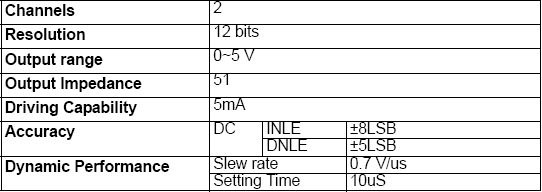 Channels 2
Resolution 12 bits
Output range 0~5 V
Output Impedance 51
Driving Capability 5mA
Accuracy DC INLE ±8LSB
DNLE ±5LSB
Dynamic Performance Slew rate 0.7 V/us
Setting Time 10uS